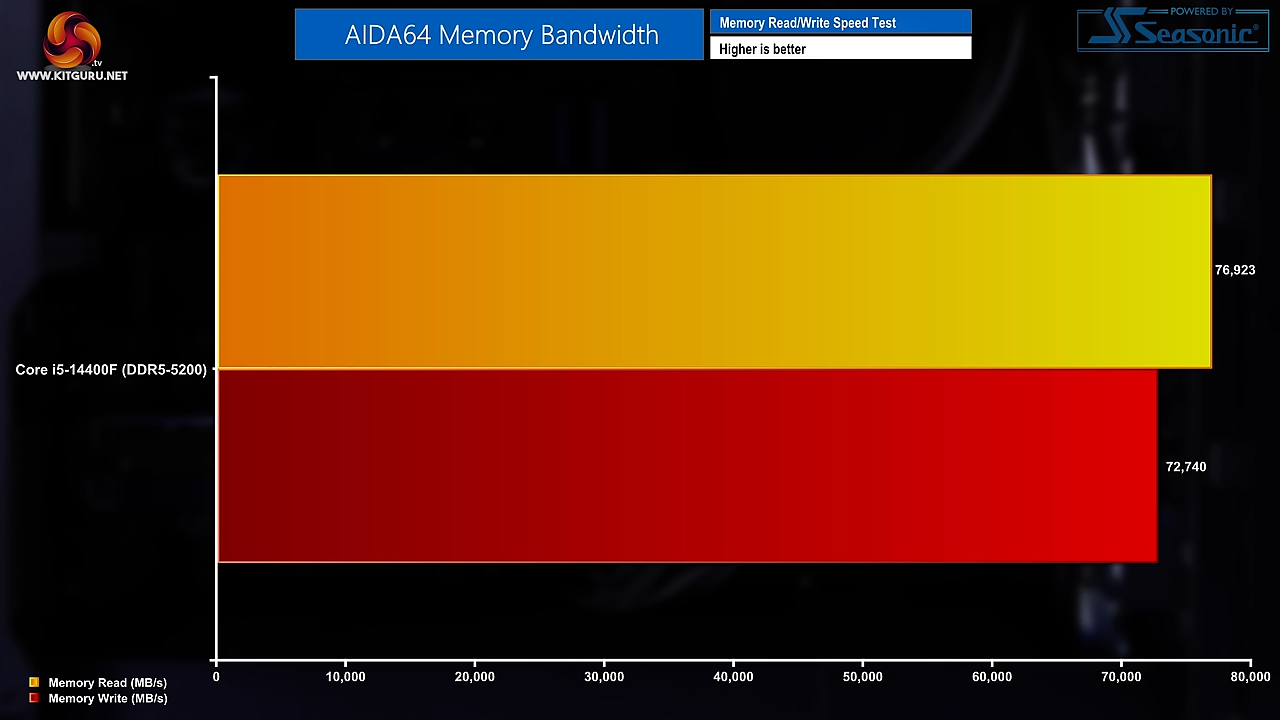 AIDA64 Memory Bandwidth
Memory Read/Write Speed Test
Higher is better
POWERED BY
Seasonic®
.tv
WWW.KITGURU.NET
76,923
Core i5-14400F (DDR5-5200)
72,740
0 10,000 20,000 30,000 40,000 50,000 60,000 70,000 80,000
Memory Read (MB/s)
Memory Write (MB/s)